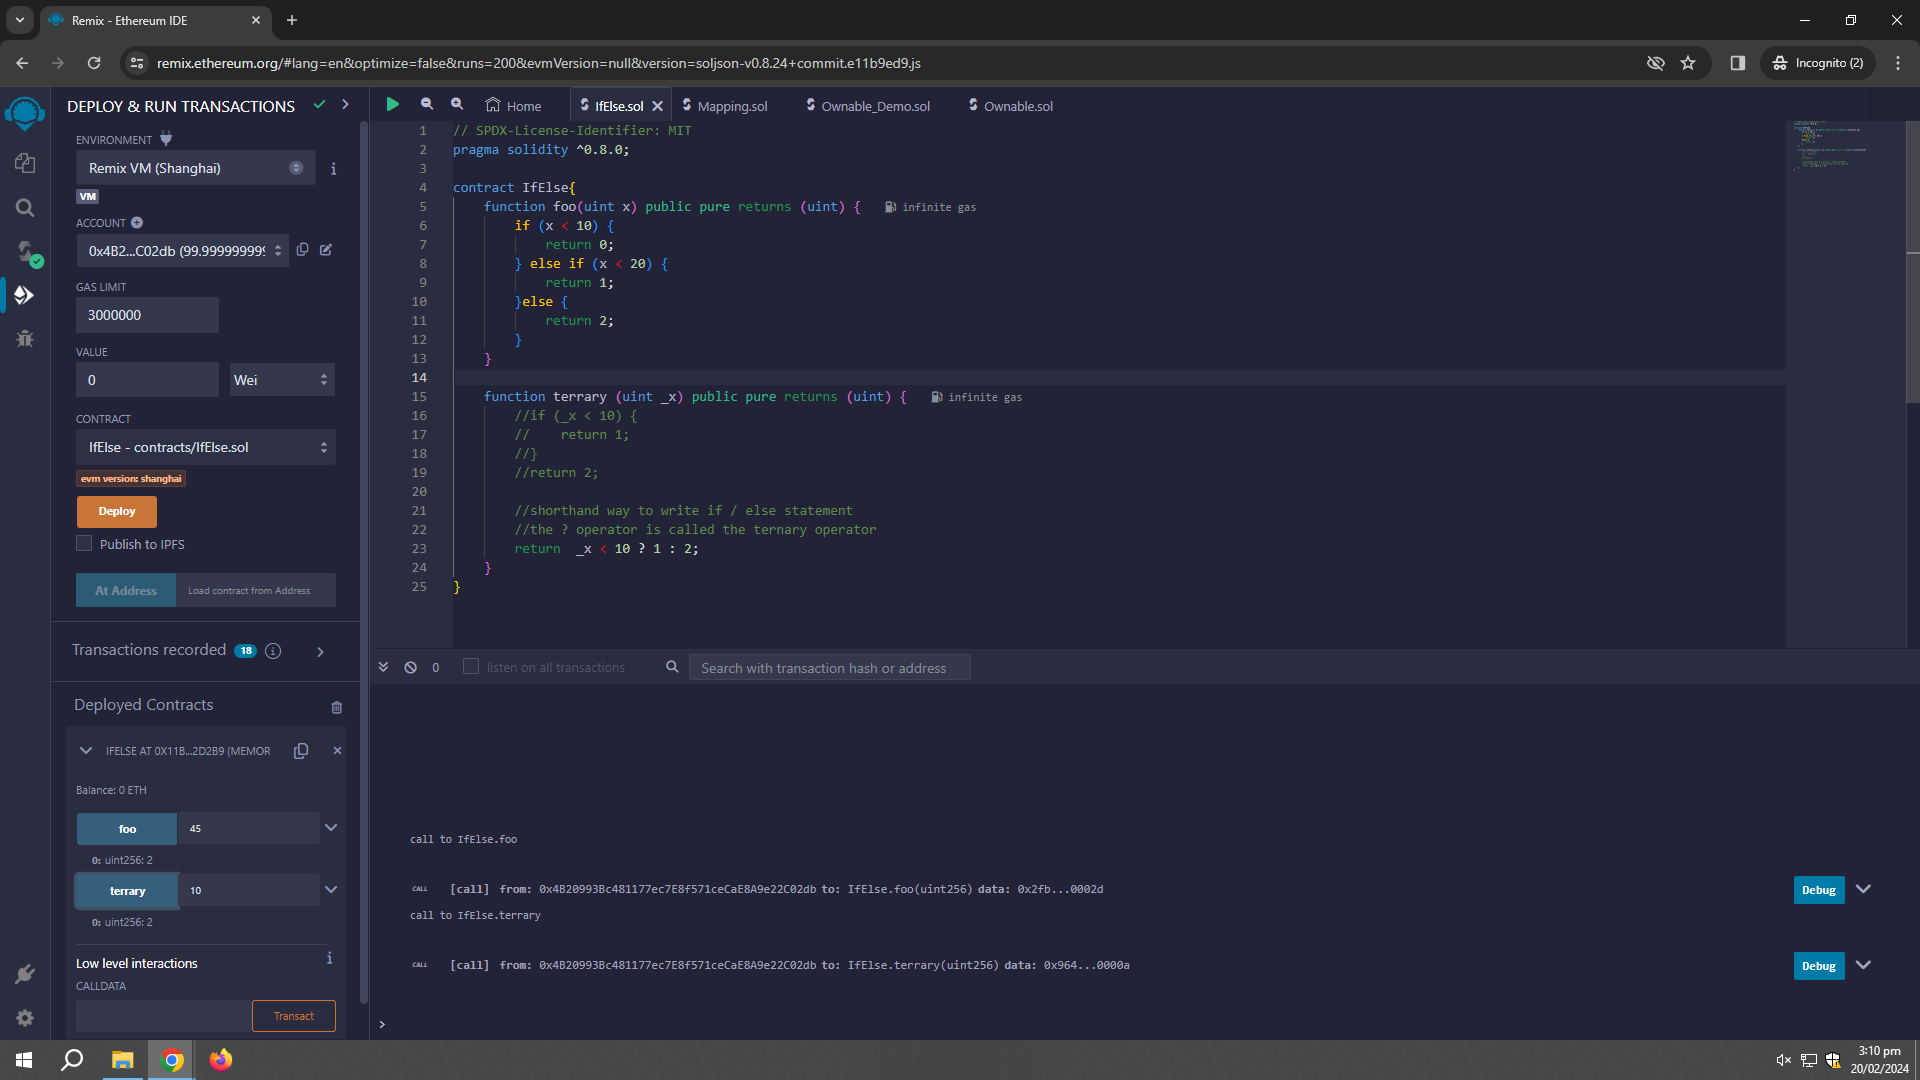 Remix - Ethereum IDE
remix.ethereum.org/#lang=en&optimize=false&runs=200&evmVersion=null&version=soljson-v0.8.24+commit.e11b9ed9.js
Incognito (2)
DEPLOY & RUN TRANSACTIONS
ENVIRONMENT
Remix VM (Shanghai)
VM
ACCOUNT
0x4B2...C02db (99.9999999999
GAS LIMIT
3000000
VALUE
0
Wei
CONTRACT
IfElse - contracts/IfElse.sol
evm version: shanghai
Deploy
Publish to IPFS
At Address
Load contract from Address
Transactions recorded 18
Deployed Contracts
IFELSE AT 0X11B...2D2B9 (MEMOR
Balance: 0 ETH
foo 45
0: uint256: 2
terrary 10
0: uint256: 2
Low level interactions
CALLDATA
Transact
Home
IfElse.sol
Mapping.sol
Ownable_Demo.sol
Ownable.sol
1 // SPDX-License-Identifier: MIT
2 pragma solidity ^0.8.0;
3
4 contract IfElse{
5 function foo(uint x) public pure returns (uint) { infinite gas
6 if (x < 10) {
7 return 0;
8 } else if (x < 20) {
9 return 1;
10 }else {
11 return 2;
12 }
13 }
14
15 function terrary (uint _x) public pure returns (uint) { infinite gas
16 //if (_x < 10) {
17 //    return 1;
18 //}
19 //return 2;
20
21 //shorthand way to write if / else statement
22 //the ? operator is called the ternary operator
23 return  _x < 10 ? 1 : 2;
24 }
25 }
0
listen on all transactions
Search with transaction hash or address
call to IfElse.foo
CALL [call] from: 0x4B20993Bc481177ec7E8f571ceCaE8A9e22C02db to: IfElse.foo(uint256) data: 0x2fb...0002d
Debug
call to IfElse.terrary
CALL [call] from: 0x4B20993Bc481177ec7E8f571ceCaE8A9e22C02db to: IfElse.terrary(uint256) data: 0x964...0000a
Debug
>
3:10 pm
20/02/2024